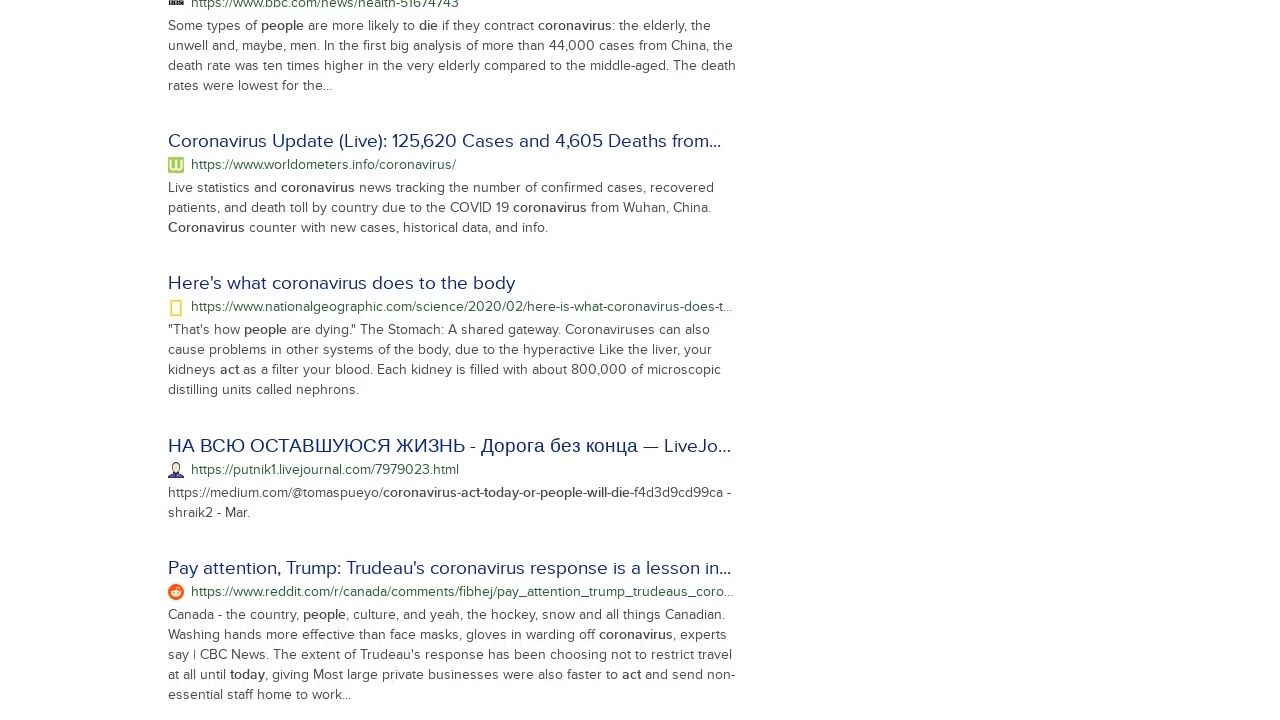 https://www.bbc.com/news/health-51674743
Some types of people are more likely to die if they contract coronavirus: the elderly, the
unwell and, maybe, men. In the first big analysis of more than 44,000 cases from China, the
death rate was ten times higher in the very elderly compared to the middle-aged. The death
rates were lowest for the...
Coronavirus Update (Live): 125,620 Cases and 4,605 Deaths from...
https://www.worldometers.info/coronavirus/
Live statistics and coronavirus news tracking the number of confirmed cases, recovered
patients, and death toll by country due to the COVID 19 coronavirus from Wuhan, China.
Coronavirus counter with new cases, historical data, and info.
Here's what coronavirus does to the body
https://www.nationalgeographic.com/science/2020/02/here-is-what-coronavirus-does-t...
"That's how people are dying." The Stomach: A shared gateway. Coronaviruses can also
cause problems in other systems of the body, due to the hyperactive Like the liver, your
kidneys act as a filter your blood. Each kidney is filled with about 800,000 of microscopic
distilling units called nephrons.
НА ВСЮ ОСТАВШУЮСЯ ЖИЗНЬ - Дорога без конца — LiveJo...
https://putnik1.livejournal.com/7979023.html
https://medium.com/@tomaspueyo/coronavirus-act-today-or-people-will-die-f4d3d9cd99ca -
shraik2 - Mar.
Pay attention, Trump: Trudeau's coronavirus response is a lesson in...
https://www.reddit.com/r/canada/comments/fibhej/pay_attention_trump_trudeaus_coro...
Canada - the country, people, culture, and yeah, the hockey, snow and all things Canadian.
Washing hands more effective than face masks, gloves in warding off coronavirus, experts
say | CBC News. The extent of Trudeau's response has been choosing not to restrict travel
at all until today, giving Most large private businesses were also faster to act and send non-
essential staff home to work...